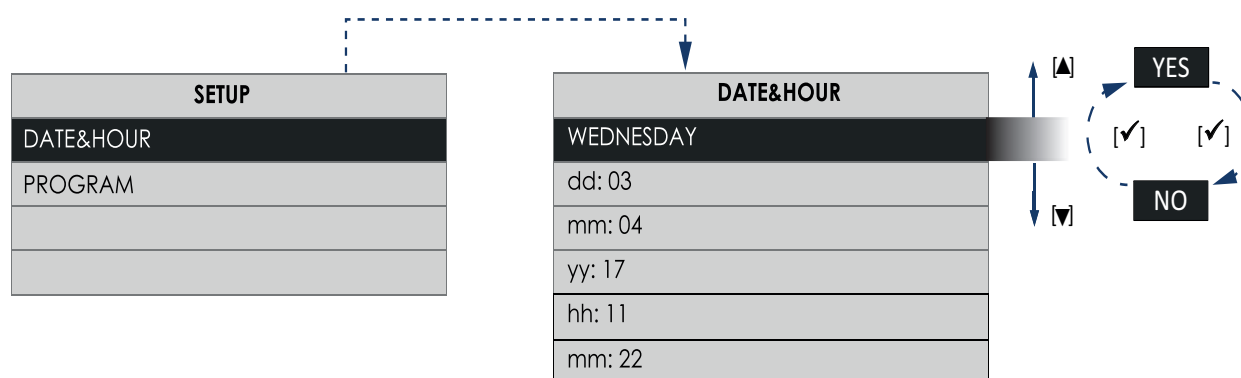 SETUP
DATE&HOUR
PROGRAM
DATE&HOUR
WEDNESDAY
dd: 03
mm: 04
yy: 17
hh: 11
mm: 22
[▲]
[▼]
YES
[✓] [✓]
NO